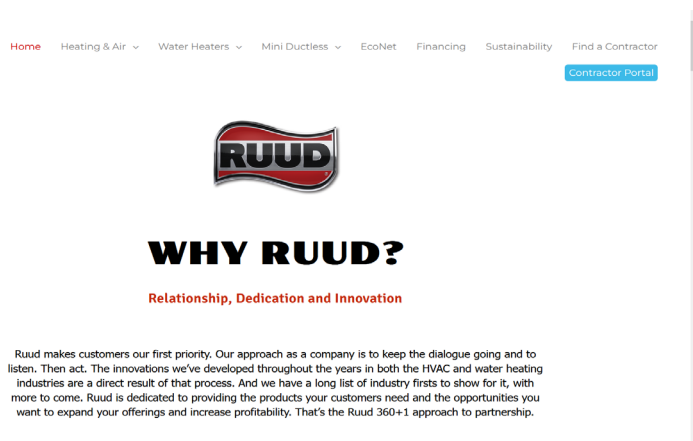 Home Heating & Air Water Heaters Mini Ductless EcoNet Financing Sustainability Find a Contractor
Contractor Portal
RUUD
WHY RUUD?
Relationship, Dedication and Innovation
Ruud makes customers our first priority. Our approach as a company is to keep the dialogue going and to
listen. Then act. The innovations we've developed throughout the years in both the HVAC and water heating
industries are a direct result of that process. And we have a long list of industry firsts to show for it, with
more to come. Ruud is dedicated to providing the products your customers need and the opportunities you
want to expand your offerings and increase profitability. That's the Ruud 360+1 approach to partnership.